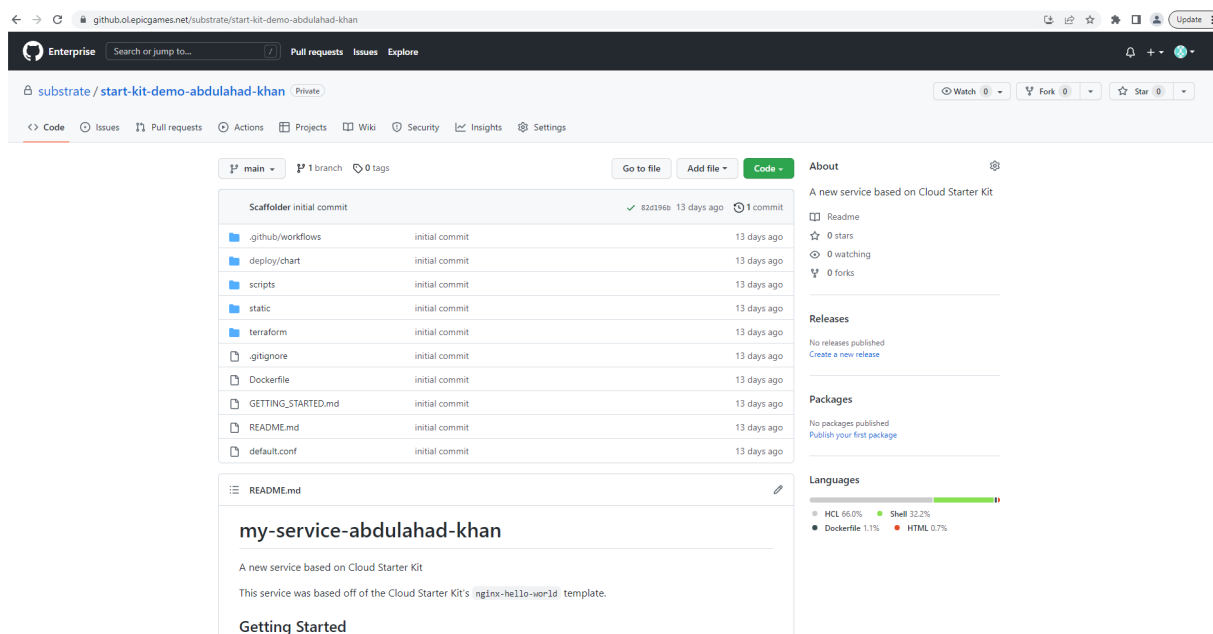 github.ol.epicgames.net/substrate/start-kit-demo-abdulahad-khan
Update
Enterprise Search or jump to... / Pull requests Issues Explore
substrate / start-kit-demo-abdulahad-khan Private
Watch 0 Fork 0 Star 0
Code Issues Pull requests Actions Projects Wiki Security Insights Settings
main 1 branch 0 tags Go to file Add file Code
Scaffolder initial commit 82d196b 13 days ago 1 commit
.github/workflows initial commit 13 days ago
deploy/chart initial commit 13 days ago
scripts initial commit 13 days ago
static initial commit 13 days ago
terraform initial commit 13 days ago
.gitignore initial commit 13 days ago
Dockerfile initial commit 13 days ago
GETTING_STARTED.md initial commit 13 days ago
README.md initial commit 13 days ago
default.conf initial commit 13 days ago
README.md
my-service-abdulahad-khan
A new service based on Cloud Starter Kit
This service was based off of the Cloud Starter Kit's nginx-hello-world template.
Getting Started
About
A new service based on Cloud Starter Kit
Readme
0 stars
0 watching
0 forks
Releases
No releases published
Create a new release
Packages
No packages published
Publish your first package
Languages
HCL 66.0% Shell 32.2%
Dockerfile 1.1% HTML 0.7%